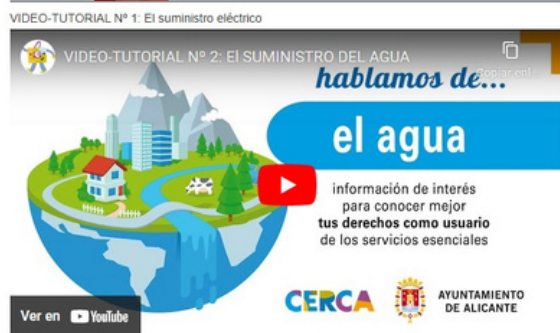 VIDEO-TUTORIAL Nº 1: El suministro eléctrico
VIDEO-TUTORIAL Nº 2: El SUMINISTRO DEL AGUA
Copiar enl...
hablamos de...
el agua
información de interés
para conocer mejor
tus derechos como usuario
de los servicios esenciales
CERCA
AYUNTAMIENTO
DE ALICANTE
Ver en YouTube